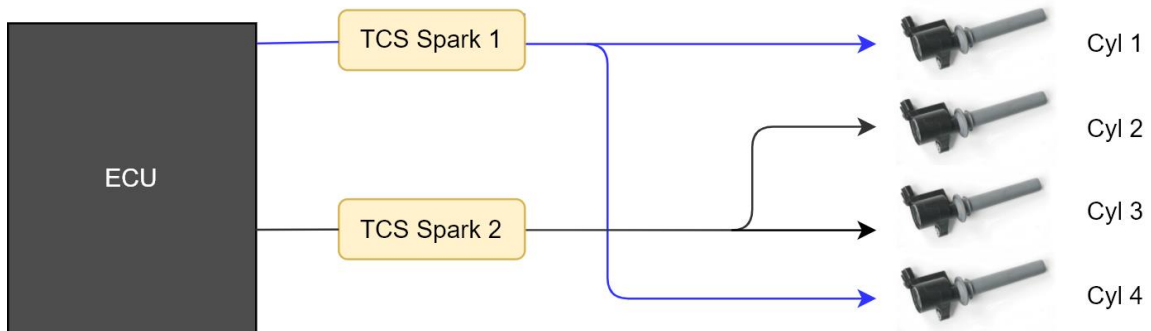 TCS Spark 1
Cyl 1
Cyl 2
ECU
Cyl 3
TCS Spark 2
Cyl 4